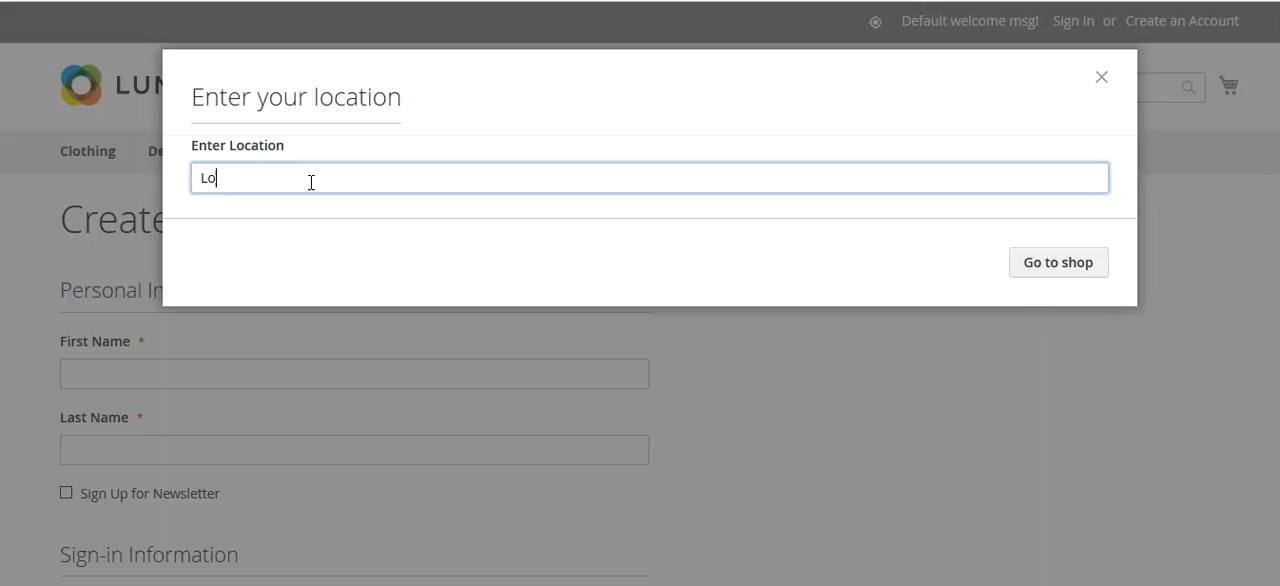 Default welcome msg! Sign In or Create an Account
LUN
Enter your location
Enter Location
Lo
Go to shop
Clothing De
Create
Personal In
First Name *
Last Name *
Sign Up for Newsletter
Sign-in Information